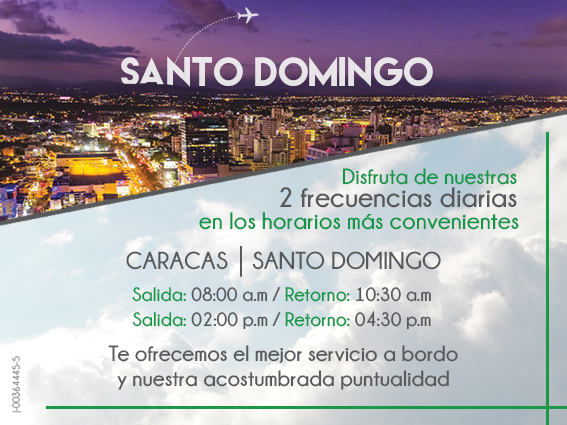 SANTO DOMINGO
Disfruta de nuestras
2 frecuencias diarias
en los horarios más convenientes
CARACAS | SANTO DOMINGO
Salida: 08:00 a.m / Retorno: 10:30 a.m
Salida: 02:00 p.m / Retorno: 04:30 p.m
Te ofrecemos el mejor servicio a bordo
y nuestra acostumbrada puntualidad
J-00364445-5